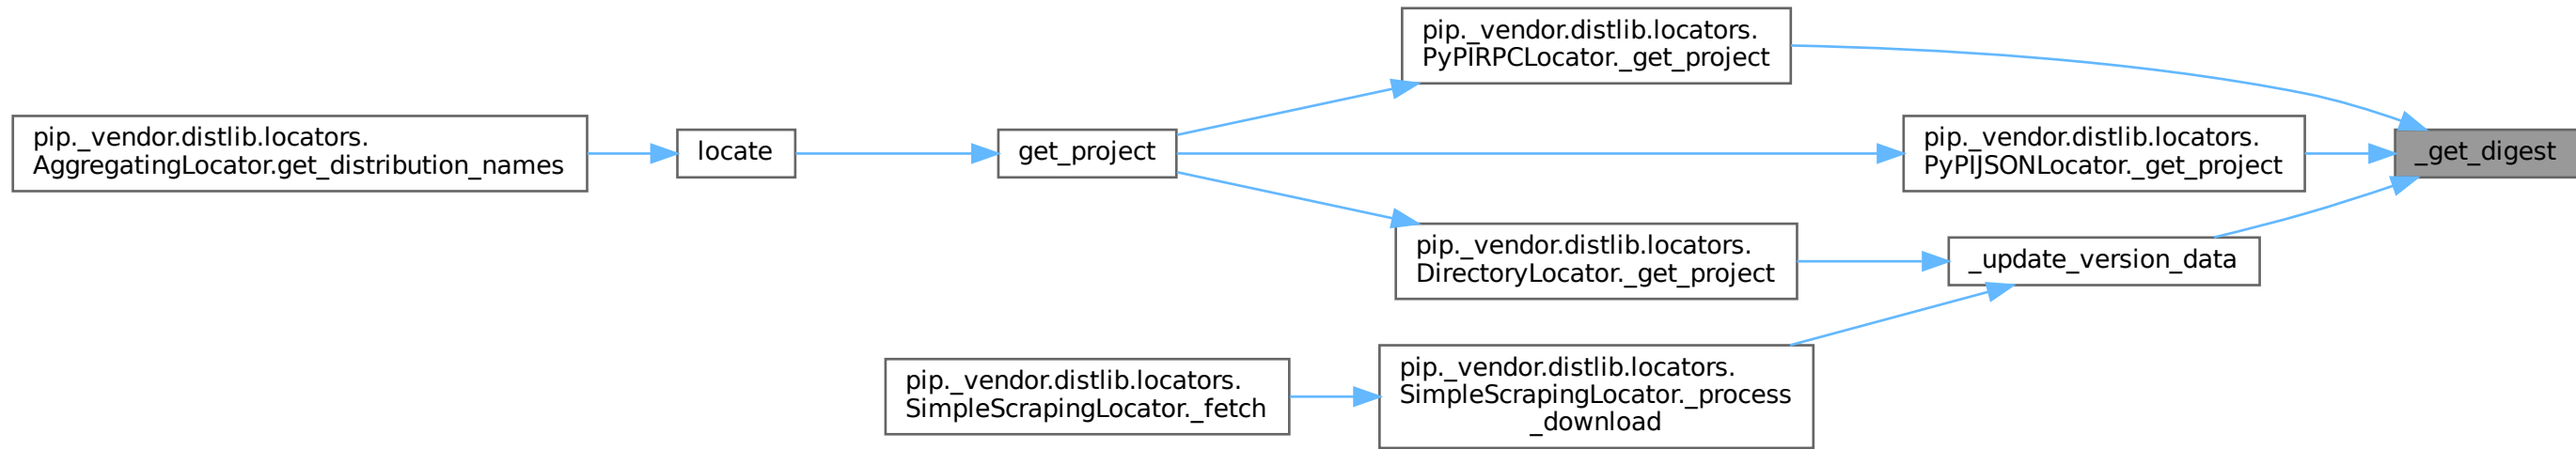 pip._vendor.distlib.locators.
AggregatingLocator.get_distribution_names
locate
get_project
pip._vendor.distlib.locators.
PyPIRPCLocator._get_project
pip._vendor.distlib.locators.
PyPIJSONLocator._get_project
_get_digest
pip._vendor.distlib.locators.
DirectoryLocator._get_project
_update_version_data
pip._vendor.distlib.locators.
SimpleScrapingLocator._fetch
pip._vendor.distlib.locators.
SimpleScrapingLocator._process
_download